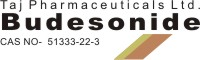 Taj Pharmaceuticals Ltd.
Budesonide
CAS NO- 51333-22-3